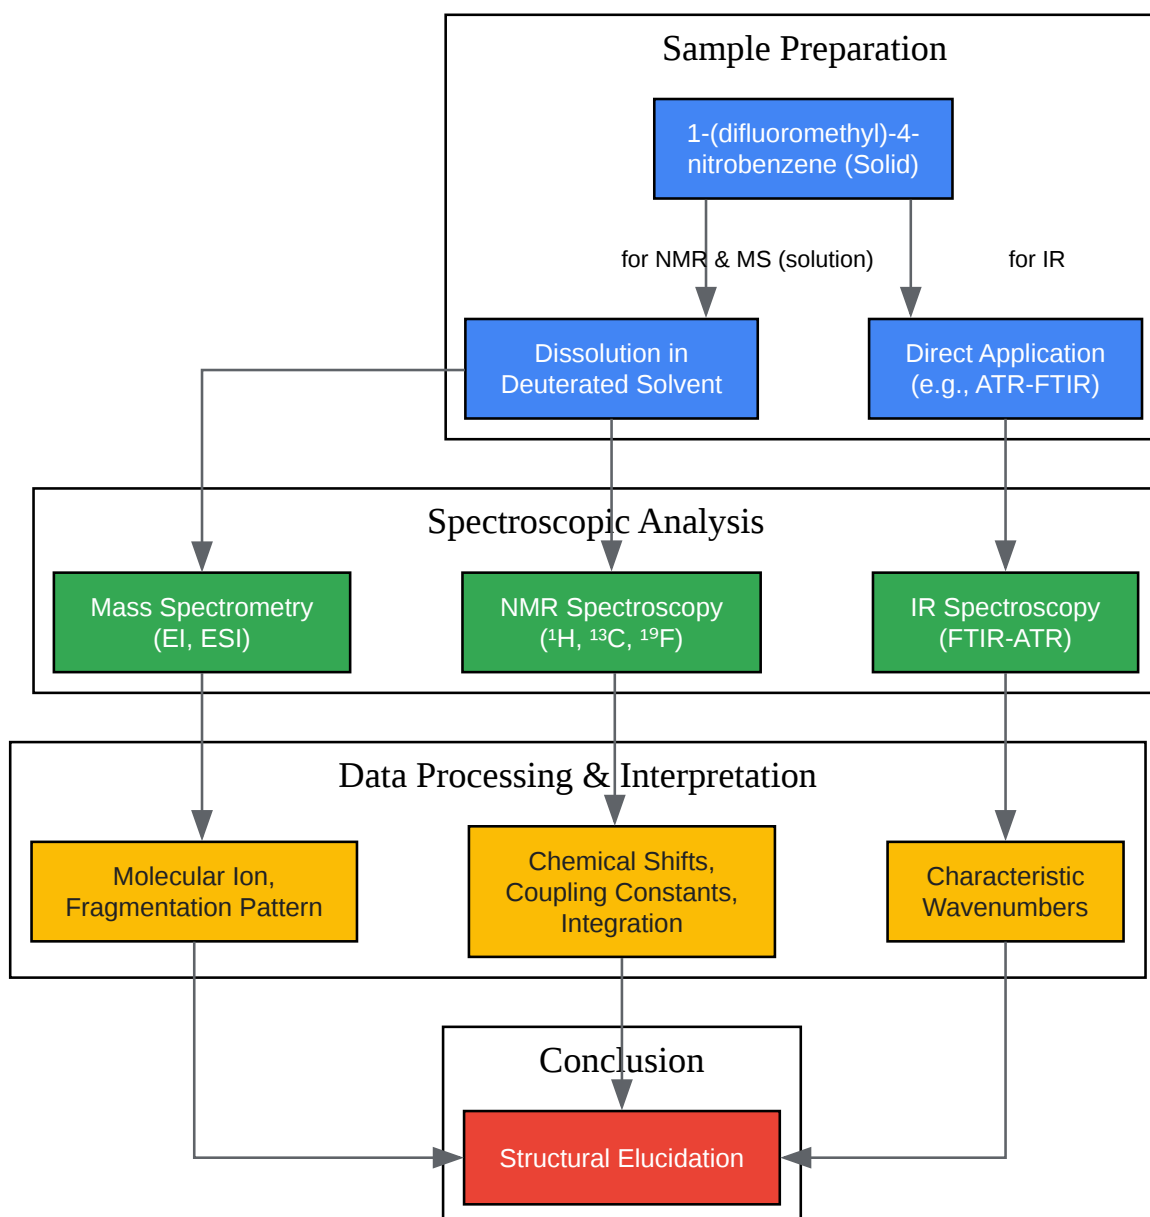 Sample Preparation
1-(difluoromethyl)-4-
nitrobenzene (Solid)
for NMR & MS (solution)
for IR
Dissolution in
Deuterated Solvent
Direct Application
(e.g., ATR-FTIR)
Spectroscopic Analysis
Mass Spectrometry
(EI, ESI)
NMR Spectroscopy
(¹H, ¹³C, ¹⁹F)
IR Spectroscopy
(FTIR-ATR)
Data Processing & Interpretation
Molecular Ion,
Fragmentation Pattern
Chemical Shifts,
Coupling Constants,
Integration
Characteristic
Wavenumbers
Conclusion
Structural Elucidation